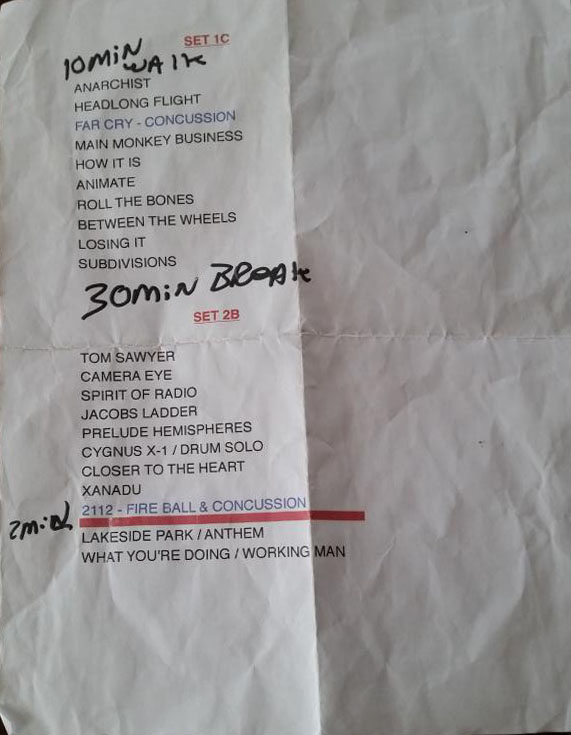 SET 1C
10MiN
WAlK
ANARCHIST
HEADLONG FLIGHT
FAR CRY - CONCUSSION
MAIN MONKEY BUSINESS
HOW IT IS
ANIMATE
ROLL THE BONES
BETWEEN THE WHEELS
LOSING IT
SUBDIVISIONS
30MiN BREAK
SET 2B
TOM SAWYER
CAMERA EYE
SPIRIT OF RADIO
JACOBS LADDER
PRELUDE HEMISPHERES
CYGNUS X-1 / DRUM SOLO
CLOSER TO THE HEART
XANADU
2112 - FIRE BALL & CONCUSSION
2MiN
LAKESIDE PARK / ANTHEM
WHAT YOU'RE DOING / WORKING MAN